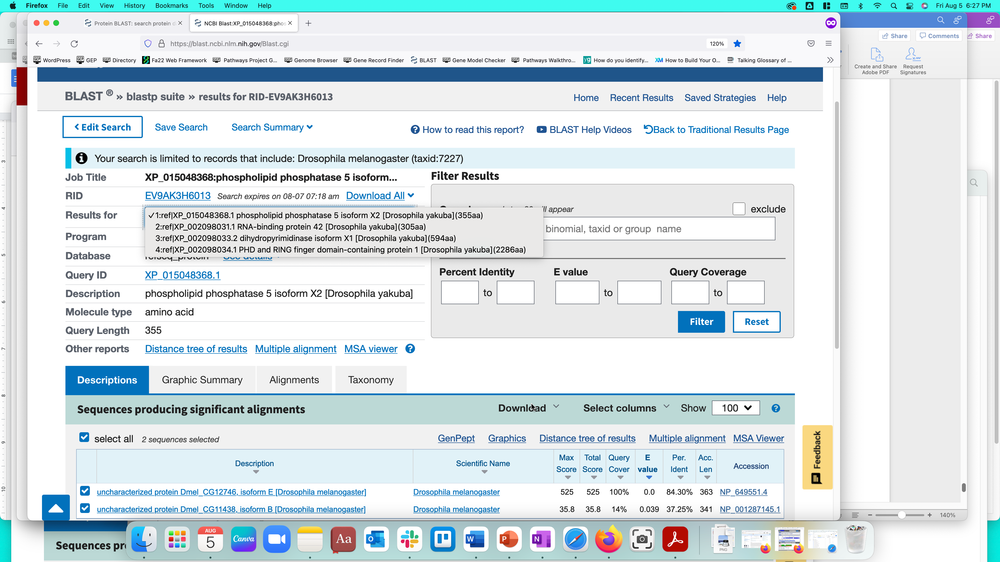 Firefox File Edit View History Bookmarks Tools Window Help Fri Aug 5 6:27 PM
Protein BLAST: search protein d NCBI Blast:XP_015048368:phos
https://blast.ncbi.nlm.nih.gov/Blast.cgi 120% Share Comments Share
WordPress GEP Directory Fa22 Web Framework Pathways Project G... Genome Browser Gene Record Finder BLAST Gene Model Checker Pathways Walkthro... How do you identify... How to Build Your O... Talking Glossary of ...
Create and Share Adobe PDF
Request Signatures
BLAST ® » blastp suite » results for RID-EV9AK3H6013 Home Recent Results Saved Strategies Help
Edit Search Save Search Search Summary How to read this report? BLAST Help Videos Back to Traditional Results Page
Your search is limited to records that include: Drosophila melanogaster (taxid:7227)
Job Title XP_015048368:phospholipid phosphatase 5 isoform...
RID EV9AK3H6013 Search expires on 08-07 07:18 am Download All
Results for
✓1:ref|XP_015048368.1 phospholipid phosphatase 5 isoform X2 [Drosophila yakuba](355aa)
2:ref|XP_002098031.1 RNA-binding protein 42 [Drosophila yakuba](305aa)
3:ref|XP_002098033.2 dihydropyrimidinase isoform X1 [Drosophila yakuba](594aa)
4:ref|XP_002098034.1 PHD and RING finger domain-containing protein 1 [Drosophila yakuba](2286aa)
Program
Database refseq_protein See details
Query ID XP_015048368.1
Description phospholipid phosphatase 5 isoform X2 [Drosophila yakuba]
Molecule type amino acid
Query Length 355
Other reports Distance tree of results Multiple alignment MSA viewer
Filter Results
appear exclude
binomial, taxid or group name
Percent Identity E value Query Coverage
to to to
Filter Reset
Descriptions Graphic Summary Alignments Taxonomy
Sequences producing significant alignments Download Select columns Show 100
select all 2 sequences selected GenPept Graphics Distance tree of results Multiple alignment MSA Viewer
Description Scientific Name Max Score Total Score Query Cover E value Per. Ident Acc. Len Accession
uncharacterized protein Dmel_CG12746, isoform E [Drosophila melanogaster] Drosophila melanogaster 525 525 100% 0.0 84.30% 363 NP_649551.4
uncharacterized protein Dmel_CG11438, isoform B [Drosophila melanogaster] Drosophila melanogaster 35.8 35.8 14% 0.039 37.25% 341 NP_001287145.1
Feedback
140%
3
4
5
6
7
8
9
10
Sequences pr
AUG
5
Canva
Aa
O
W
P
N
PNG